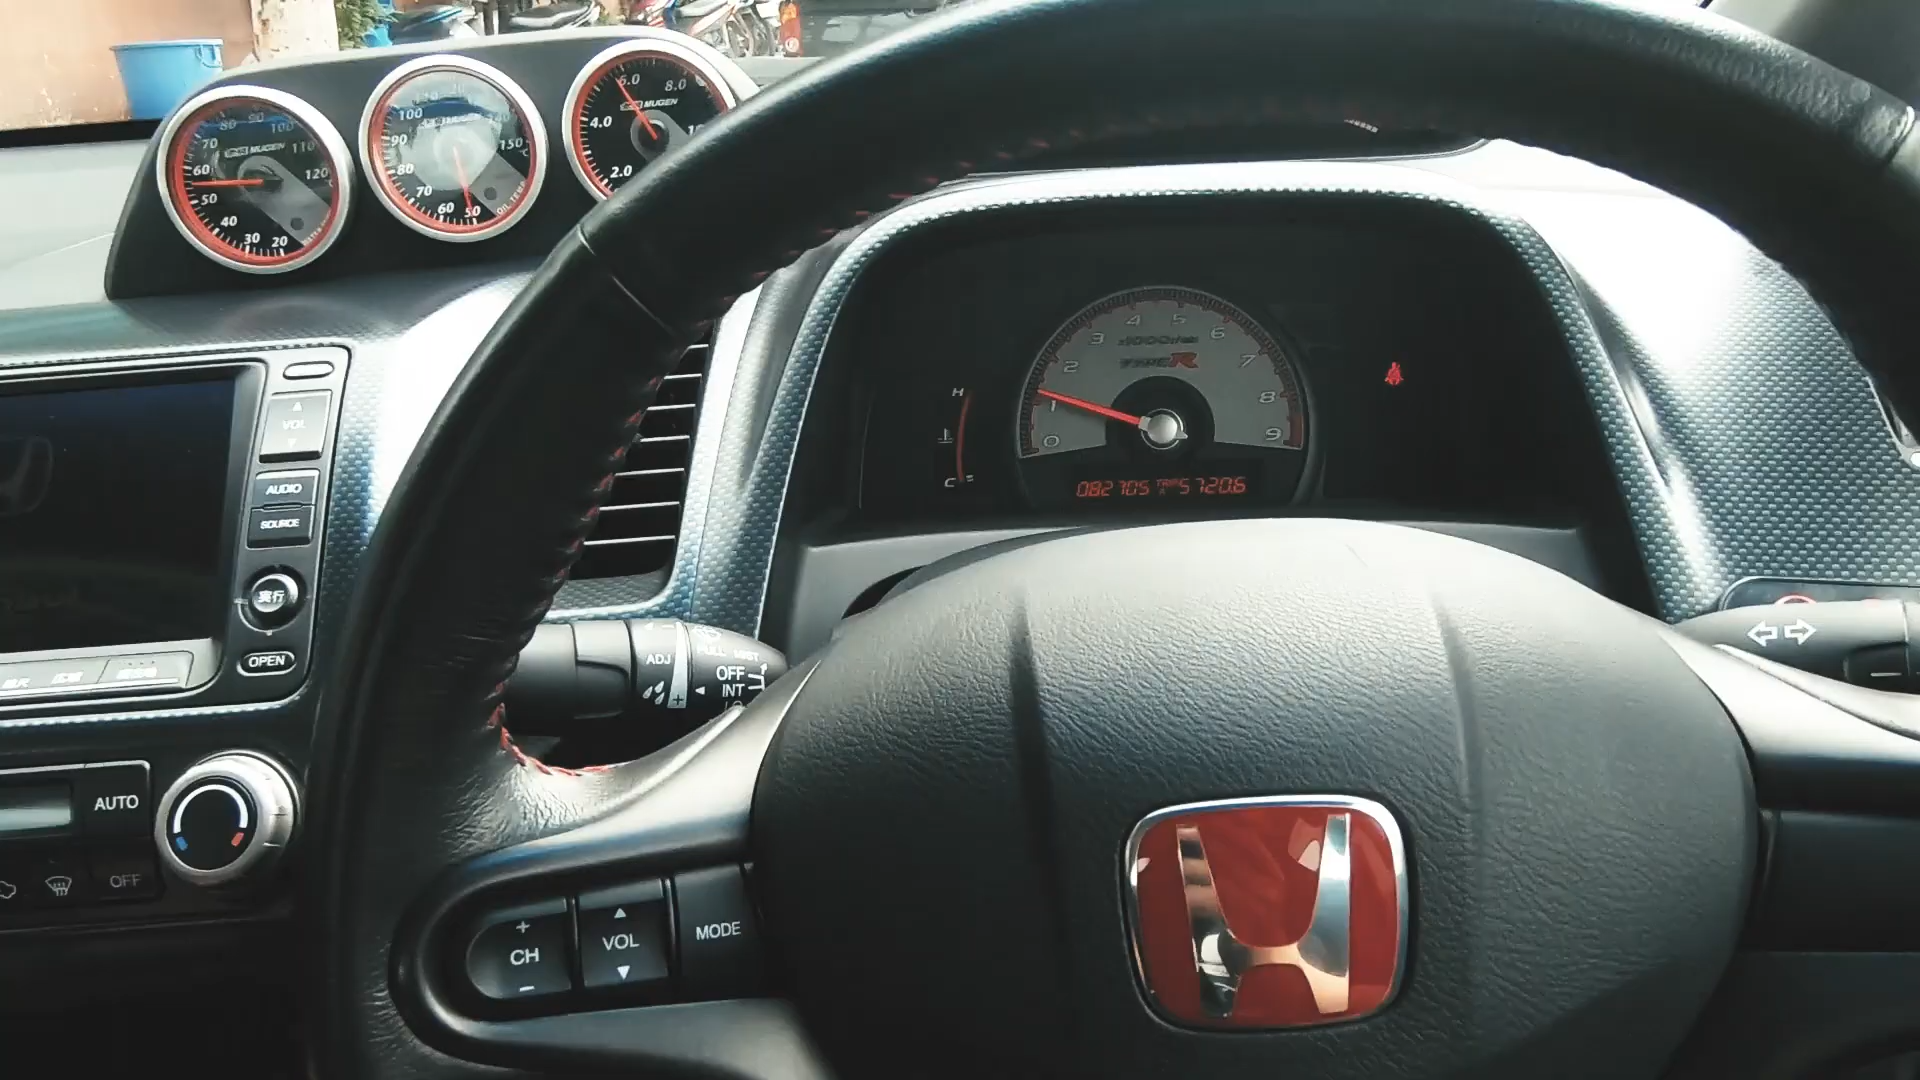 70
80
90
100
110
120
MUGEN
60
50
40
30
20
100
90
80
70
60
50
150
MUGEN
6.0
8.0
MUGEN
4.0
2.0
VOL
AUDIO
SOURCE
実行
OPEN
AUTO
OFF
H
C
0
1
2
3
4
5
6
7
8
9
x1000r/min
TYPE R
082705 TRIP A 5720.6
ADJ
PULL MIST
OFF
INT
CH
VOL
MODE